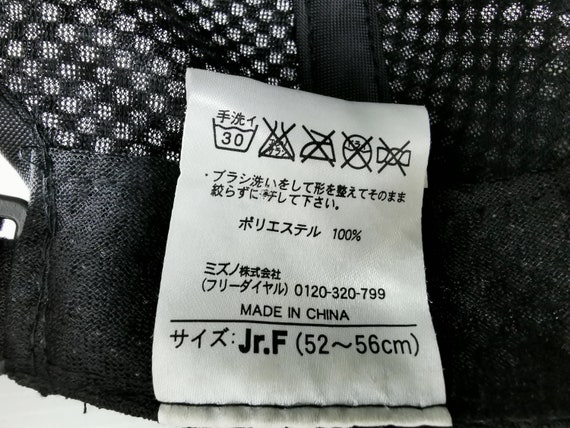 手洗イ
30
・ブラシ洗いをして形を整えてそのまま
絞らずに干して下さい。
ポリエステル 100%
ミズノ株式会社
(フリーダイヤル) 0120-320-799
MADE IN CHINA
サイズ: Jr.F (52〜56cm)